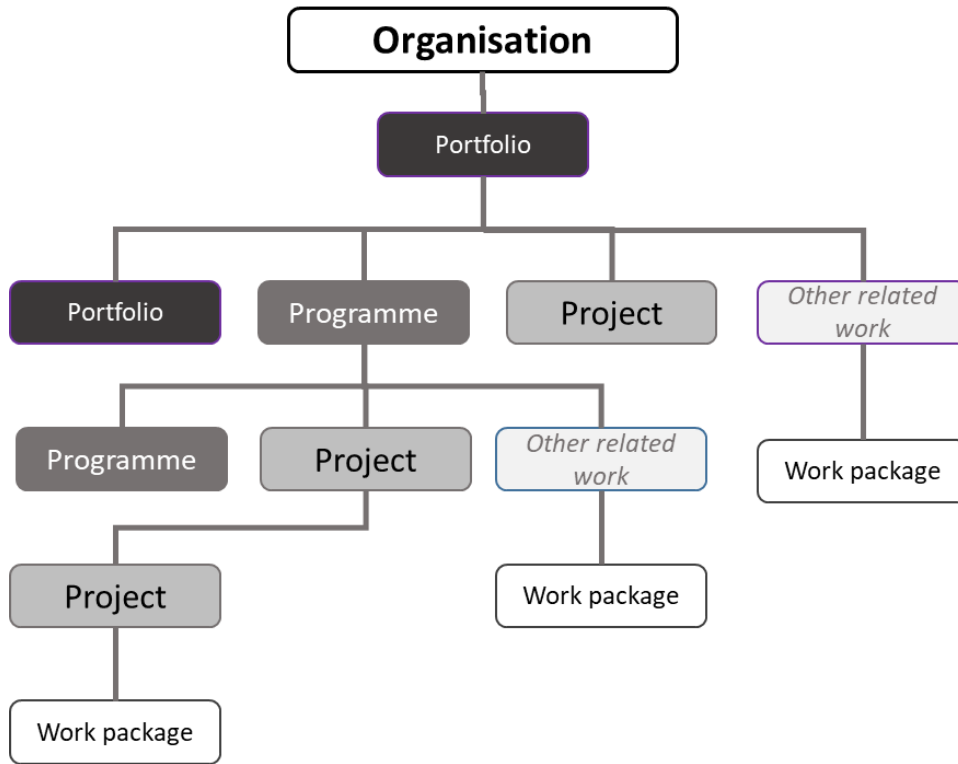 Organisation
Portfolio
Portfolio
Programme
Project
Other related
work
Programme
Project
Other related
work
Work package
Project
Work package
Work package